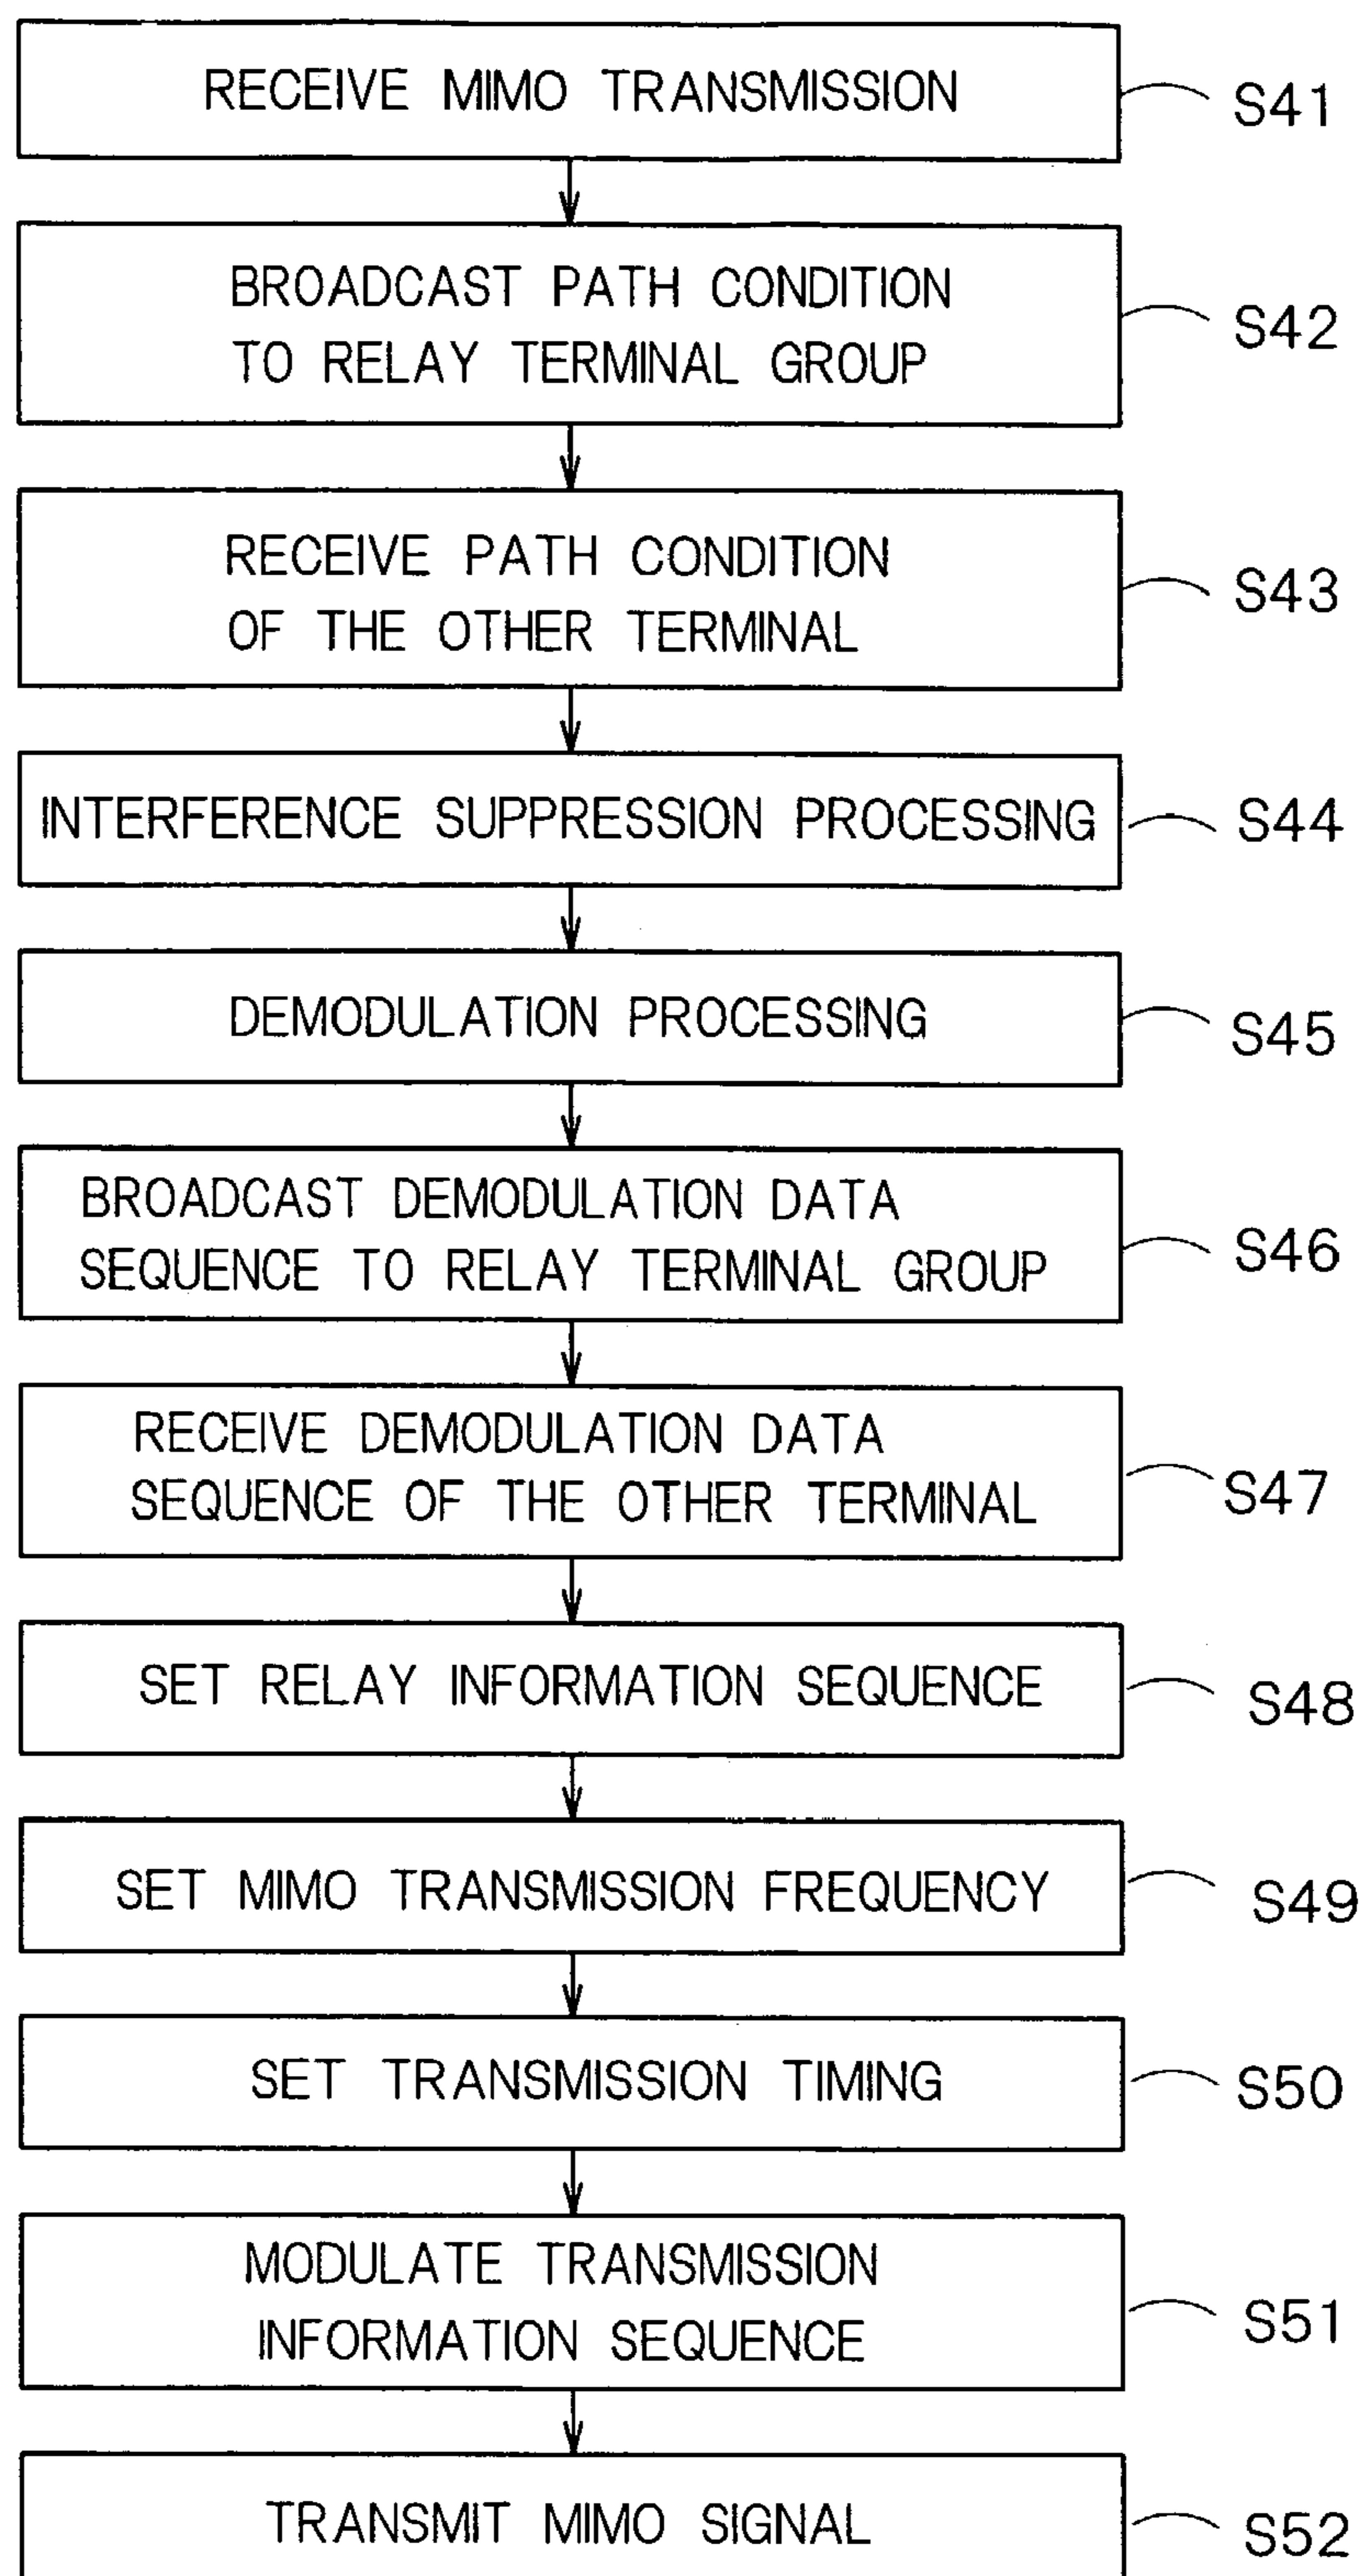 RECEIVE MIMO TRANSMISSION
S41
BROADCAST PATH CONDITION
TO RELAY TERMINAL GROUP
S42
RECEIVE PATH CONDITION
OF THE OTHER TERMINAL
S43
INTERFERENCE SUPPRESSION PROCESSING
S44
DEMODULATION PROCESSING
S45
BROADCAST DEMODULATION DATA
SEQUENCE TO RELAY TERMINAL GROUP
S46
RECEIVE DEMODULATION DATA
SEQUENCE OF THE OTHER TERMINAL
S47
SET RELAY INFORMATION SEQUENCE
S48
SET MIMO TRANSMISSION FREQUENCY
S49
SET TRANSMISSION TIMING
S50
MODULATE TRANSMISSION
INFORMATION SEQUENCE
S51
TRANSMIT MIMO SIGNAL
S52